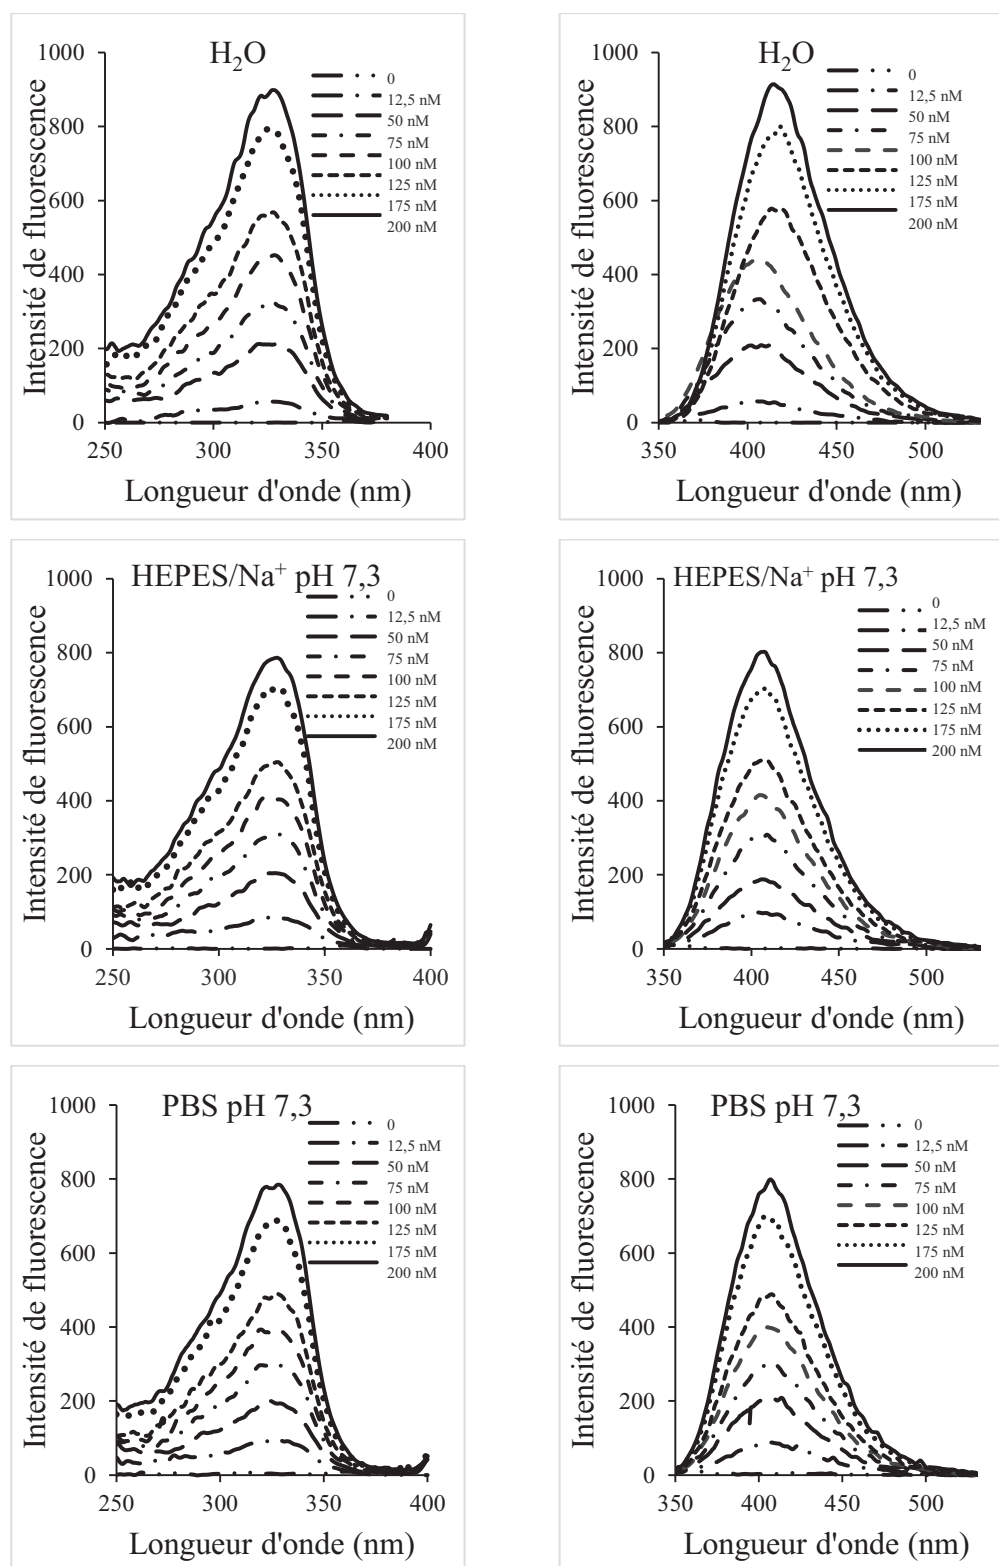 H₂O
1000
800
600
400
200
0
250 300 350 400
Intensité de fluorescence
Longueur d'onde (nm)
0
12,5 nM
50 nM
75 nM
100 nM
125 nM
175 nM
200 nM
H₂O
1000
800
600
400
200
0
350 400 450 500
Intensité de fluorescence
Longueur d'onde (nm)
0
12,5 nM
50 nM
75 nM
100 nM
125 nM
175 nM
200 nM
HEPES/Na⁺ pH 7,3
1000
800
600
400
200
0
250 300 350 400
Intensité de fluorescence
Longueur d'onde (nm)
0
12,5 nM
50 nM
75 nM
100 nM
125 nM
175 nM
200 nM
HEPES/Na⁺ pH 7,3
1000
800
600
400
200
0
350 400 450 500
Intensité de fluorescence
Longueur d'onde (nm)
0
12,5 nM
50 nM
75 nM
100 nM
125 nM
175 nM
200 nM
PBS pH 7,3
1000
800
600
400
200
0
250 300 350 400
Intensité de fluorescence
Longueur d'onde (nm)
0
12,5 nM
50 nM
75 nM
100 nM
125 nM
175 nM
200 nM
PBS pH 7,3
1000
800
600
400
200
0
350 400 450 500
Intensité de fluorescence
Longueur d'onde (nm)
0
12,5 nM
50 nM
75 nM
100 nM
125 nM
175 nM
200 nM